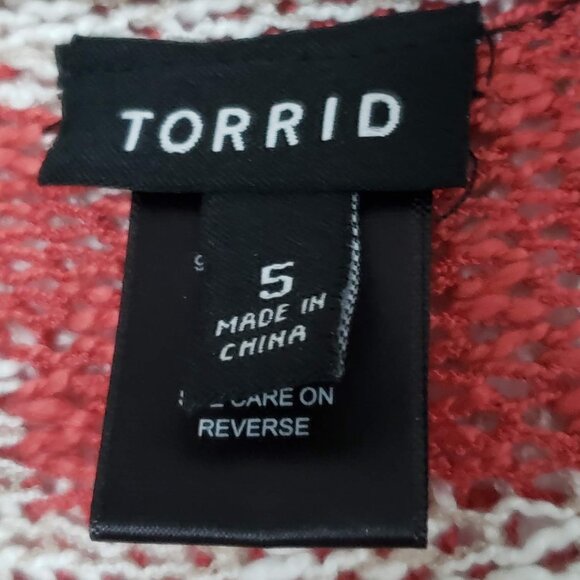 TORRID
5
MADE IN
CHINA
CARE ON
REVERSE